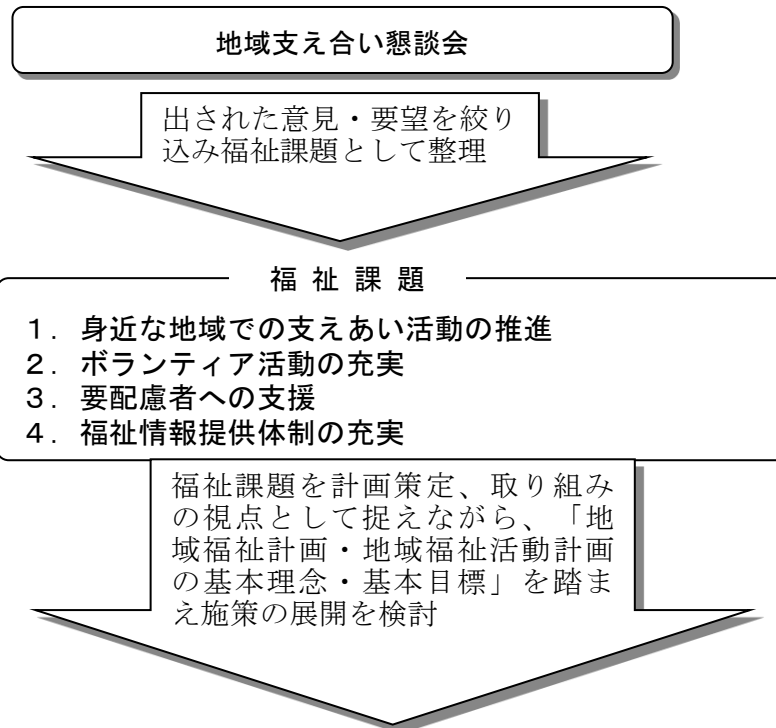 地域支え合い懇談会
出された意見・要望を絞り
込み福祉課題として整理
福 祉 課 題
１．身近な地域での支えあい活動の推進
２．ボランティア活動の充実
３．要配慮者への支援
４．福祉情報提供体制の充実
福祉課題を計画策定、取り組み
の視点として捉えながら、「地
域福祉計画・地域福祉活動計画
の基本理念・基本目標」を踏ま
え施策の展開を検討